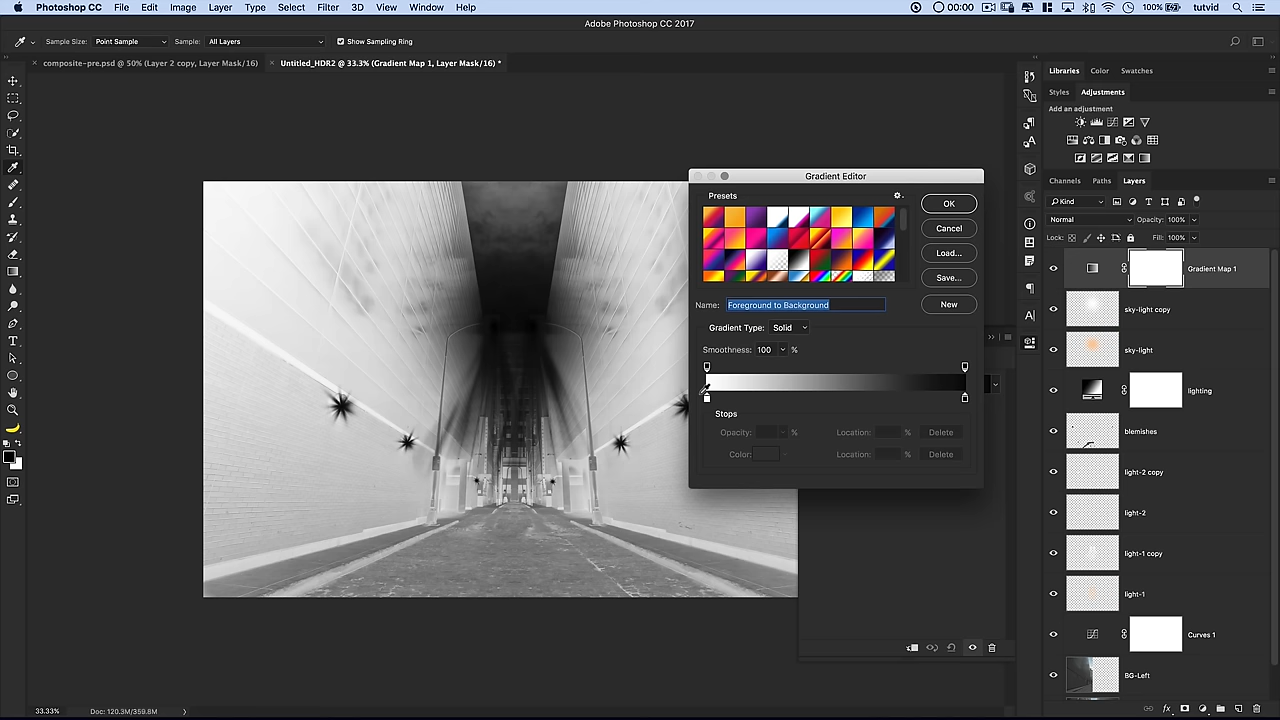 Photoshop CC File Edit Image Layer Type Select Filter 3D View Window Help 00:00 100% tutvid
Adobe Photoshop CC 2017
Sample Size: Point Sample Sample: All Layers Show Sampling Ring
composite-pre.psd @ 50% (Layer 2 copy, Layer Mask/16) Untitled_HDR2 @ 33.3% (Gradient Map 1, Layer Mask/16) *
Libraries Color Swatches
Styles Adjustments
Add an adjustment
Channels Paths Layers
Kind
Normal Opacity: 100%
Lock: Fill: 100%
Gradient Map 1
sky-light copy
sky-light
lighting
blemishes
light-2 copy
light-2
light-1 copy
light-1
Curves 1
BG-Left
Gradient Editor
Presets
OK
Cancel
Load...
Save...
Name: Foreground to Background New
Gradient Type: Solid
Smoothness: 100 %
Stops
Opacity: % Location: % Delete
Color: Location: % Delete
33.33% Doc: 120.3M/359.8M